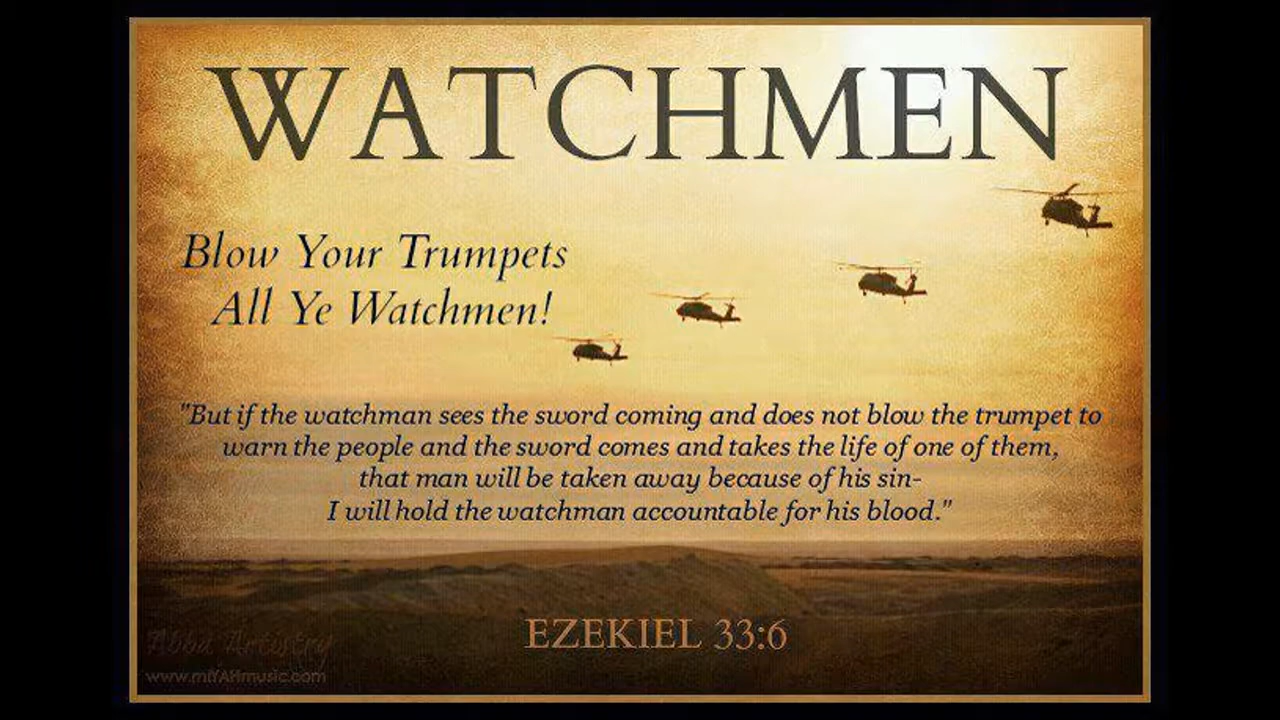 WATCHMEN
Blow Your Trumpets
All Ye Watchmen!
"But if the watchman sees the sword coming and does not blow the trumpet to
warn the people and the sword comes and takes the life of one of them,
that man will be taken away because of his sin-
I will hold the watchman accountable for his blood."
EZEKIEL 33:6
Abba Artistry
www.miYAHmusic.com